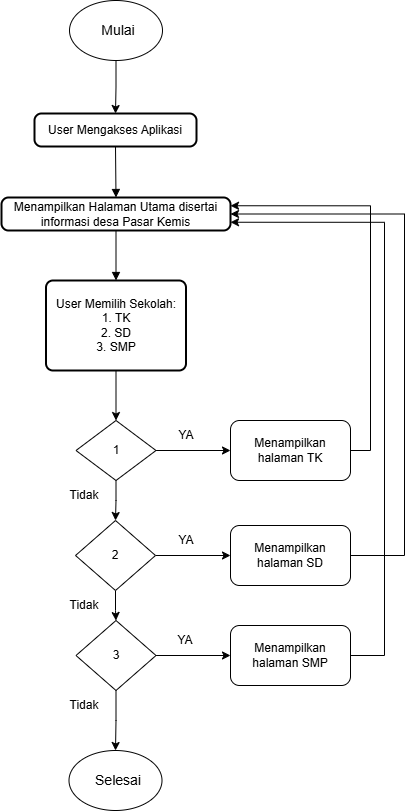 Mulai
User Mengakses Aplikasi
Menampilkan Halaman Utama disertai
informasi desa Pasar Kemis
User Memilih Sekolah:
1. TK
2. SD
3. SMP
1
YA
Menampilkan
halaman TK
Tidak
2
YA
Menampilkan
halaman SD
Tidak
3
YA
Menampilkan
halaman SMP
Tidak
Selesai